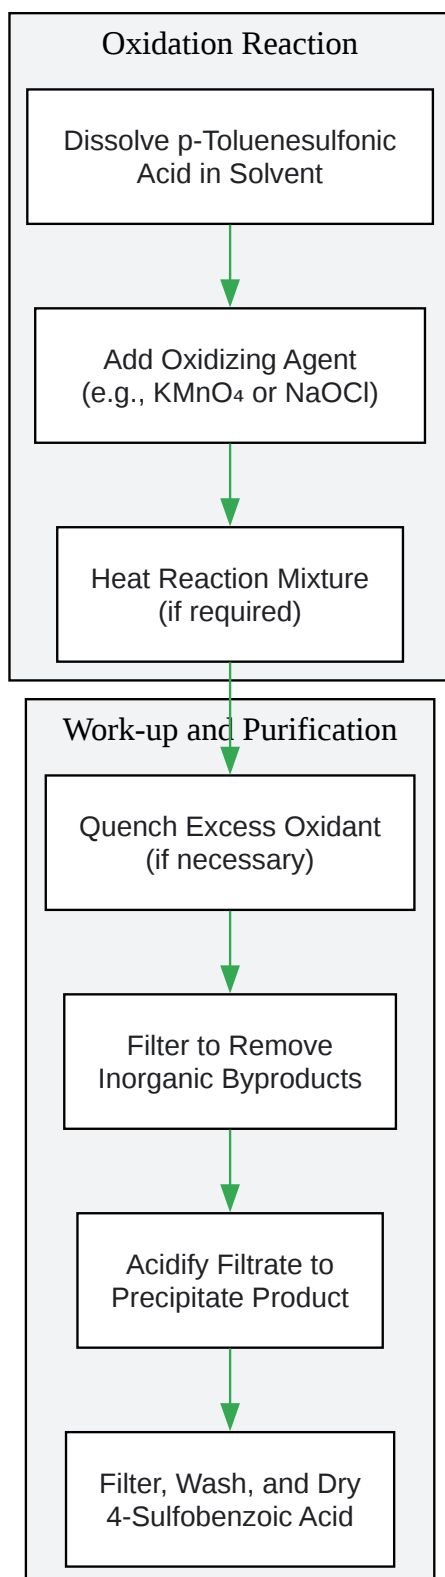 Oxidation Reaction
Dissolve p-Toluenesulfonic
Acid in Solvent
Add Oxidizing Agent
(e.g., KMnO₄ or NaOCl)
Heat Reaction Mixture
(if required)
Work-up and Purification
Quench Excess Oxidant
(if necessary)
Filter to Remove
Inorganic Byproducts
Acidify Filtrate to
Precipitate Product
Filter, Wash, and Dry
4-Sulfobenzoic Acid